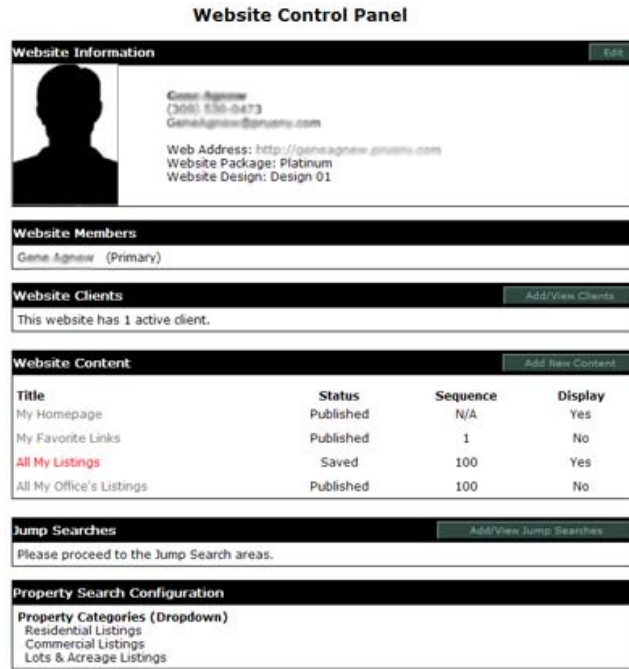 Website Control Panel
Website Information Edit
Web Address:
Website Package: Platinum
Website Design: Design 01
Website Members
(Primary)
Website Clients Add/View Clients
This website has 1 active client.
Website Content Add New Content
Title Status Sequence Display
My Homepage Published N/A Yes
My Favorite Links Published 1 No
All My Listings Saved 100 Yes
All My Office's Listings Published 100 No
Jump Searches Add/View Jump Searches
Please proceed to the Jump Search areas.
Property Search Configuration
Property Categories (Dropdown)
Residential Listings
Commercial Listings
Lots & Acreage Listings